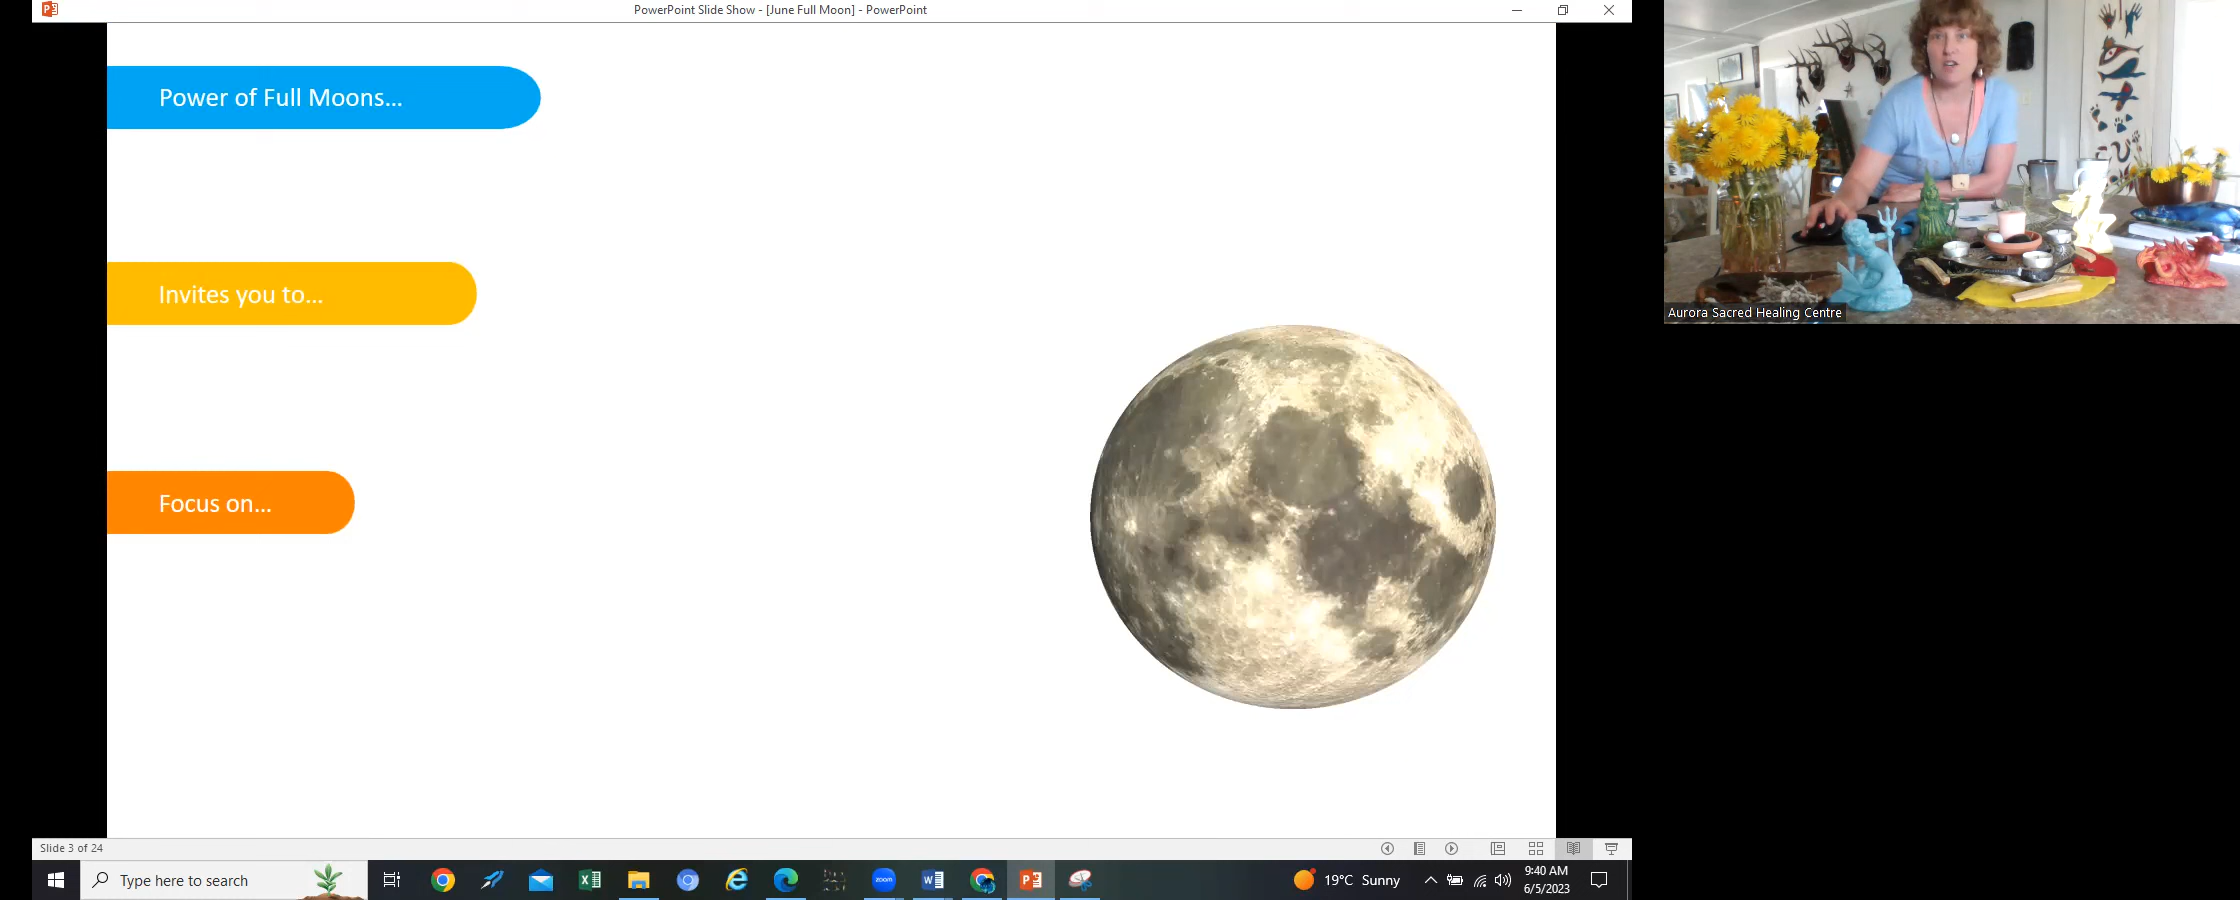 PowerPoint Slide Show - [June Full Moon] - PowerPoint
Power of Full Moons...
Invites you to...
Focus on...
Aurora Sacred Healing Centre
Slide 3 of 24
Type here to search
zoom
19°C Sunny
9:40 AM
6/5/2023